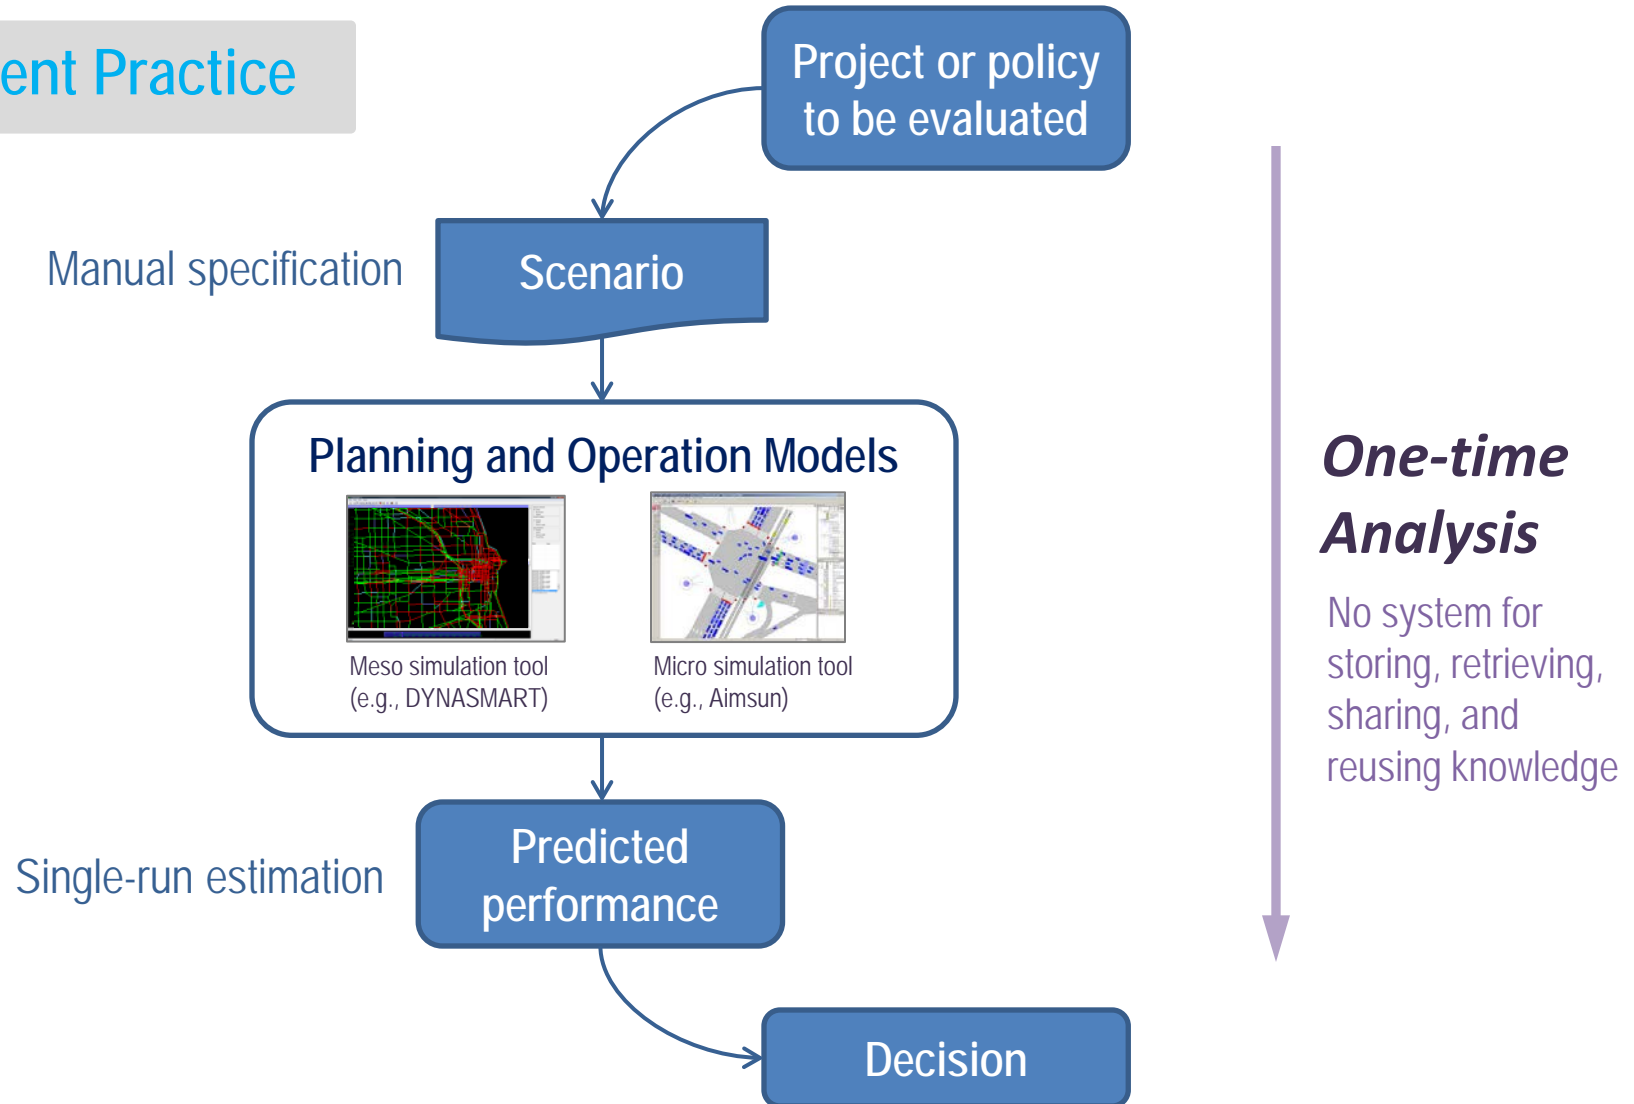 ent Practice
Project or policy
to be evaluated
Manual specification
Scenario
Planning and Operation Models
Meso simulation tool
(e.g., DYNASMART)
Micro simulation tool
(e.g., Aimsun)
One-time
Analysis
No system for
storing, retrieving,
sharing, and
reusing knowledge
Single-run estimation
Predicted
performance
Decision